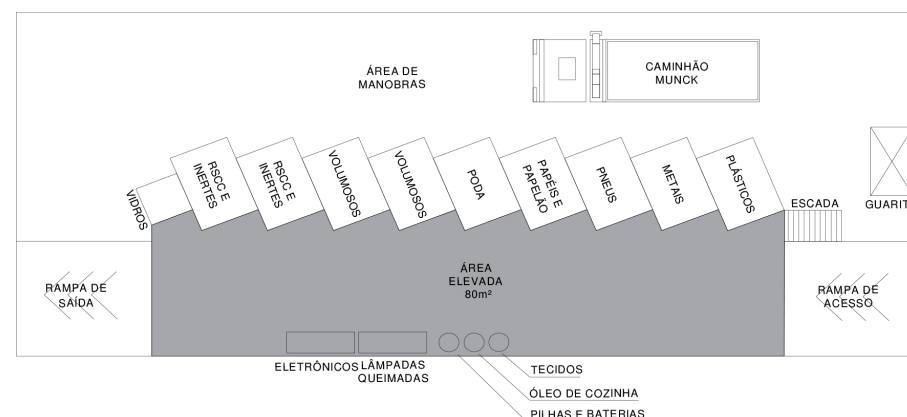 ÁREA DE
MANOBRAS
CAMINHÃO
MUNCK
VIDROS
RSCC E
INERTES
RSCC E
INERTES
VOLUMOSOS
VOLUMOSOS
PODA
PAPÉIS E
PAPELÃO
PNEUS
METAIS
PLÁSTICOS
ESCADA
GUARIT
RAMPA DE
SAÍDA
ÁREA
ELEVADA
80m²
RAMPA DE
ACESSO
ELETRÔNICOS
LÂMPADAS
QUEIMADAS
TECIDOS
ÓLEO DE COZINHA
PILHAS E BATERIAS